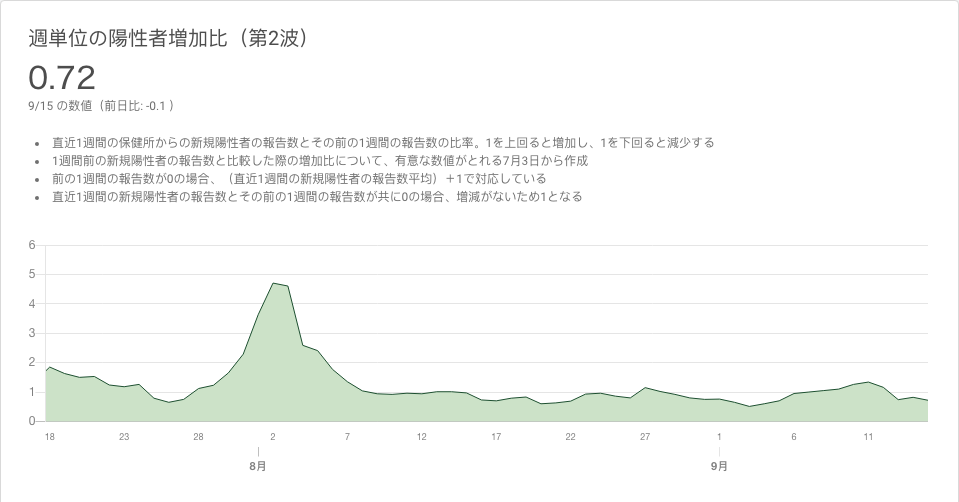 週単位の陽性者増加比（第2波）
0.72
9/15 の数値（前日比: -0.1 ）
• 直近1週間の保健所からの新規陽性者の報告数とその前の1週間の報告数の比率。1を上回ると増加し、1を下回ると減少する
• 1週間前の新規陽性者の報告数と比較した際の増加比について、有意な数値がとれる7月3日から作成
• 前の1週間の報告数が0の場合、（直近1週間の新規陽性者の報告数平均）＋1で対応している
• 直近1週間の新規陽性者の報告数とその前の1週間の報告数が共に0の場合、増減がないため1となる
6
5
4
3
2
1
0
18 23 28 2 7 12 17 22 27 1 6 11
8月 9月